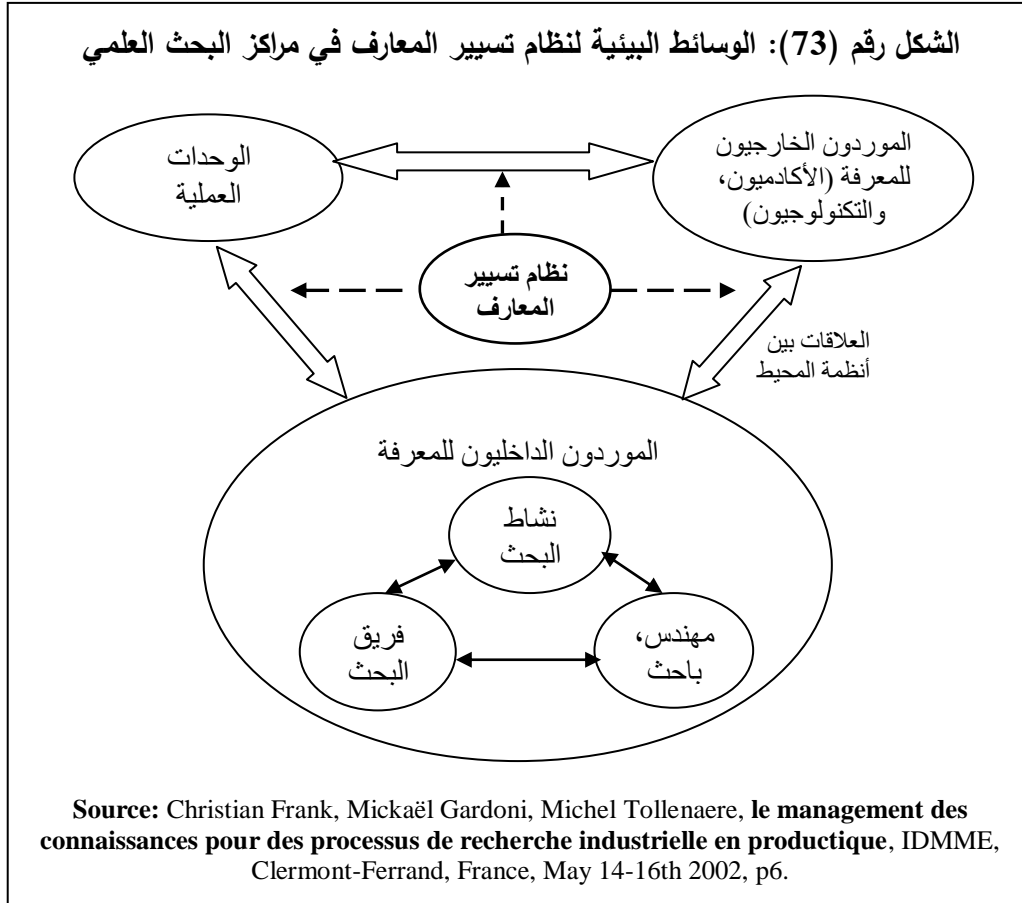 الشكل رقم (73): الوسائط البيئية لنظام تسيير المعارف في مراكز البحث العلمي
الموردون الخارجيون
للمعرفة (الأكادميون،
والتكنولوجيون)
الوحدات
العملية
نظام تسيير
المعارف
العلاقات بين
أنظمة المحيط
الموردون الداخليون للمعرفة
نشاط
البحث
مهندس،
باحث
فريق
البحث
Source: Christian Frank, Mickaël Gardoni, Michel Tollenaere, le management des
connaissances pour des processus de recherche industrielle en productique, IDMME,
Clermont-Ferrand, France, May 14-16th 2002, p6.